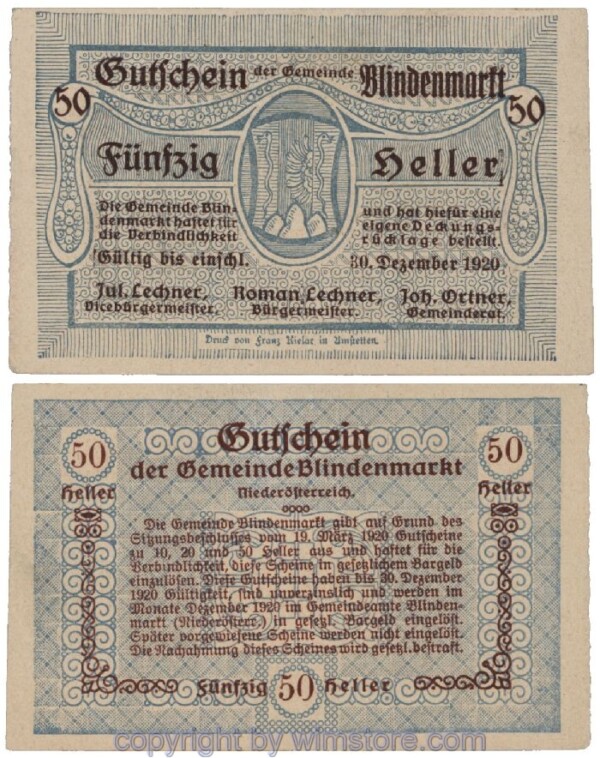 Gutschein der Gemeinde Blindenmarkt
50 50
Fünfzig Heller
Die Gemeinde Blin-
denmarkt haftet für
die Verbindlichkeit
und hat hiefür eine
eigene Deckungs-
rücklage bestellt.
Gültig bis einschl. 30. Dezember 1920
Jul. Lechner, Roman Lechner, Joh. Ortner,
Vicebürgermeister. Bürgermeister. Gemeinderat.
Druck von Franz Kielar in Amstetten.
50 Gutschein 50
der Gemeinde Blindenmarkt
Heller Niederösterreich. Heller
Die Gemeinde Blindenmarkt gibt auf Grund des
Sitzungsbeschlusses vom 19. März 1920 Gutscheine
zu 10, 20 und 50 Heller aus und haftet für die
Verbindlichkeit, diese Scheine in gesetzlichem Bargeld
einzulösen. Diese Gutscheine haben bis 30. Dezember
1920 Gültigkeit, sind unverzinslich und werden im
Monate Dezember 1920 im Gemeindeamte Blinden-
markt (Niederösterr.) in gesetzl. Bargeld eingelöst.
Später vorgewiesene Scheine werden nicht eingelöst.
Die Nachahmung dieses Scheines wird gesetzl. bestraft.
Fünfzig 50 Heller
copyright by wimstore.com